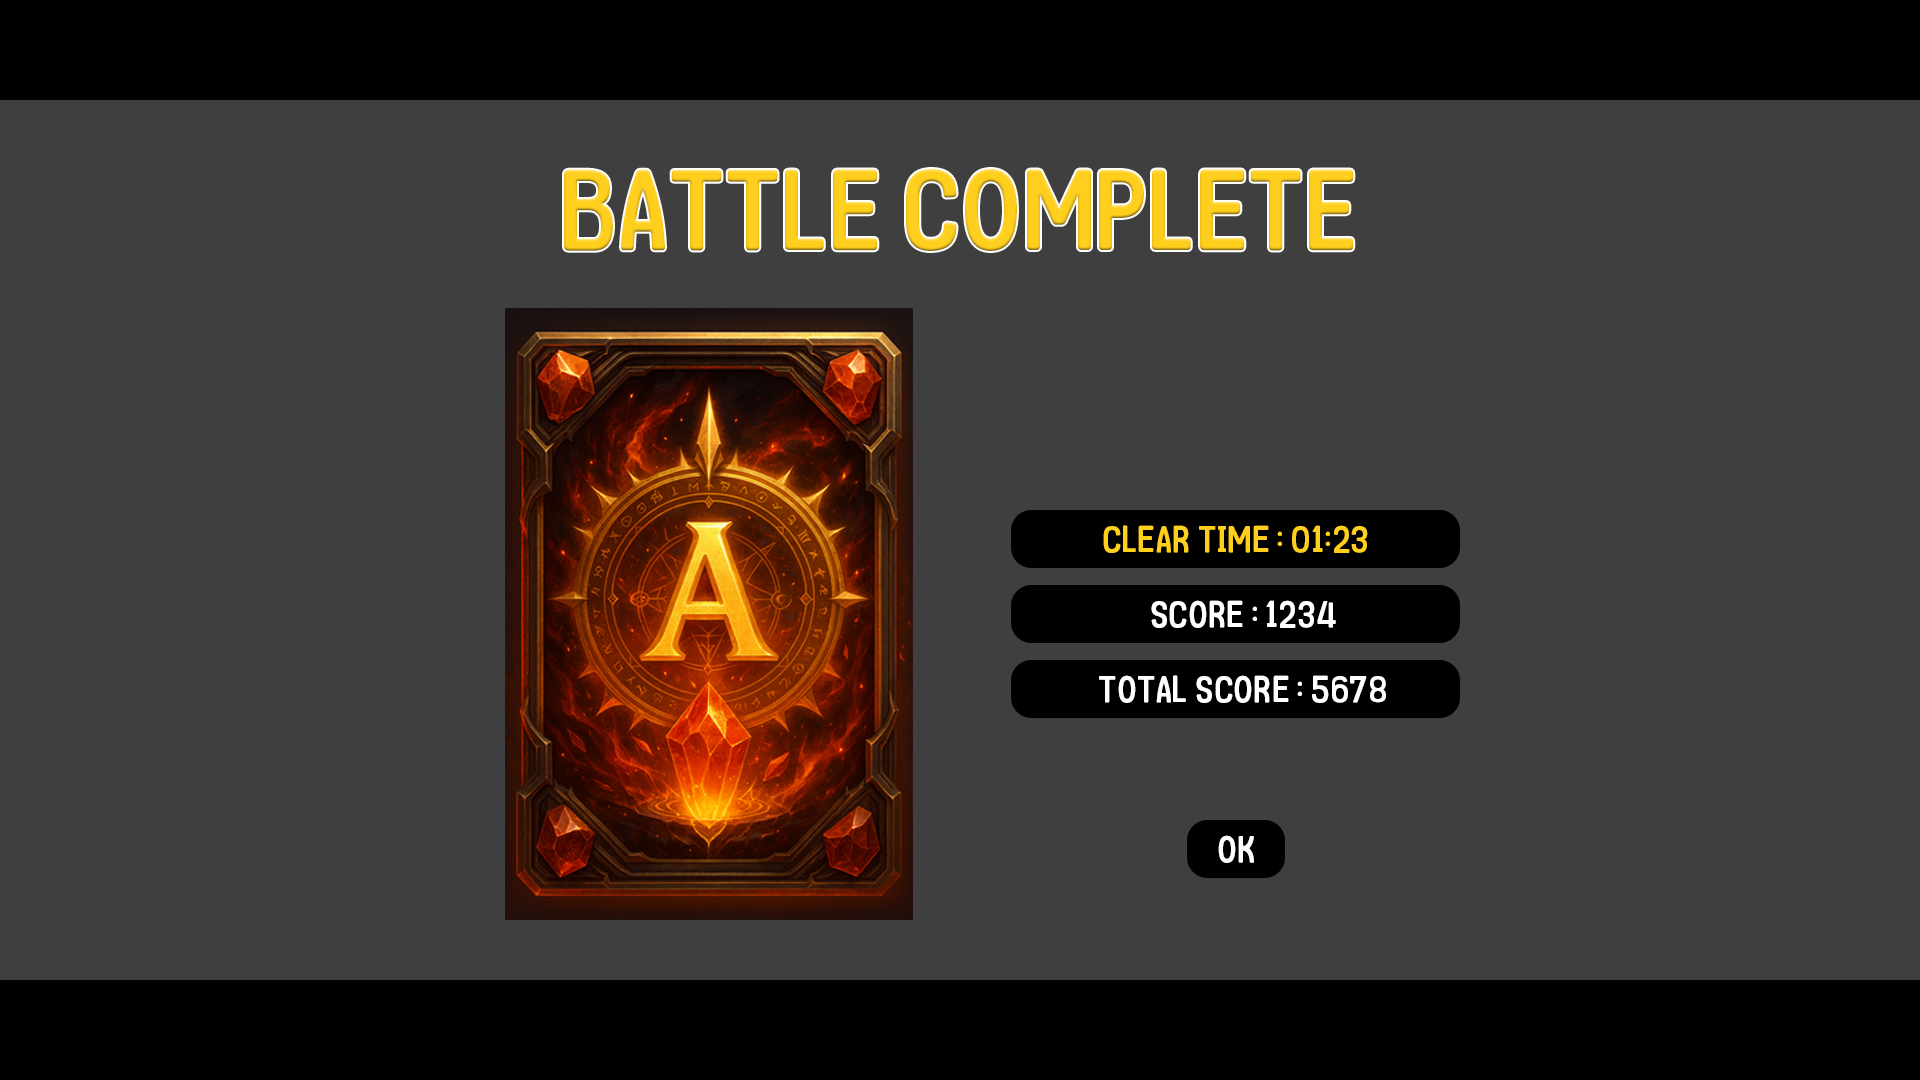 BATTLE COMPLETE
A
CLEAR TIME : 01:23
SCORE : 1234
TOTAL SCORE : 5678
OK